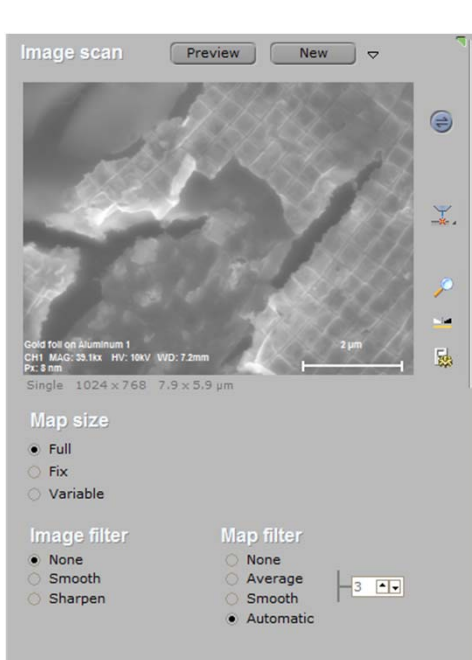 Image scan Preview New
Gold foil on Aluminum 1
CH1 MAG: 39.1kx HV: 10kV WD: 7.2mm
Px: 8 nm
2 µm
Single 1024 x 768 7.9 x 5.9 µm
Map size
Full
Fix
Variable
Image filter
None
Smooth
Sharpen
Map filter
None
Average
Smooth
Automatic
3